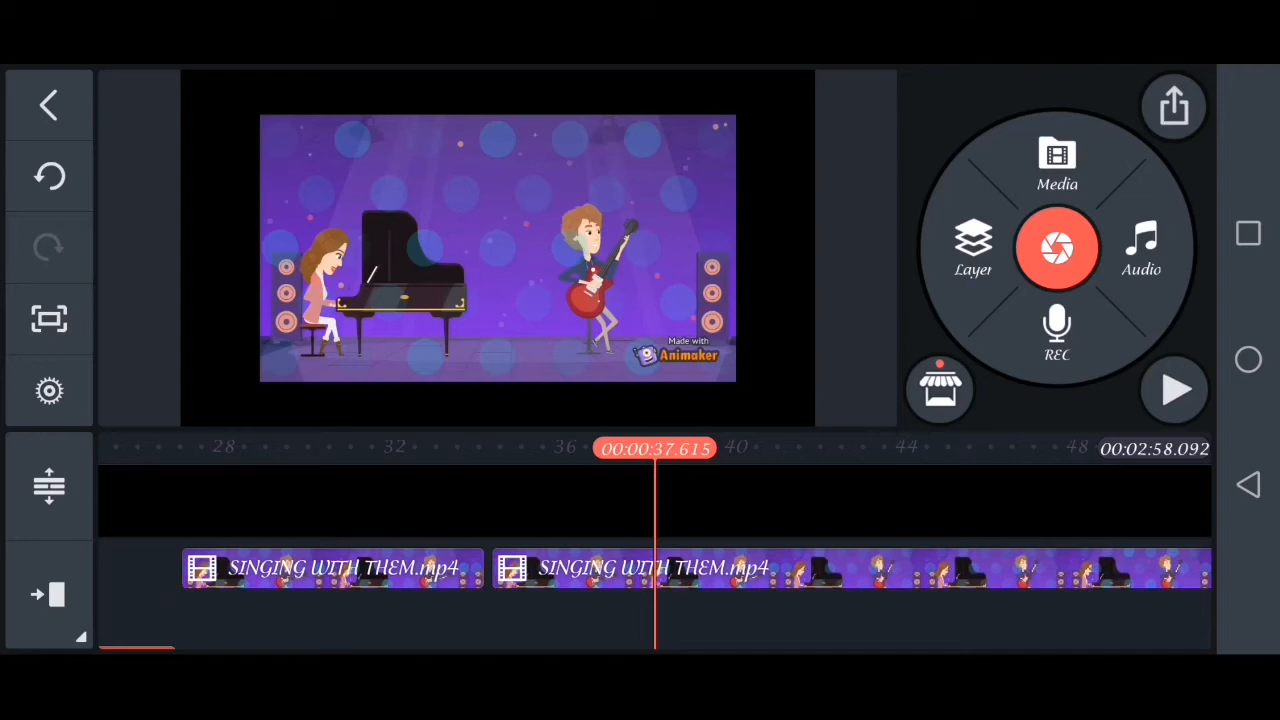 Media
Layer
Audio
REC
Made with
Animaker
28
32
36
00:00:37.615
40
44
48
00:02:58.092
SINGING WITH THEM.mp4
SINGING WITH THEM.mp4